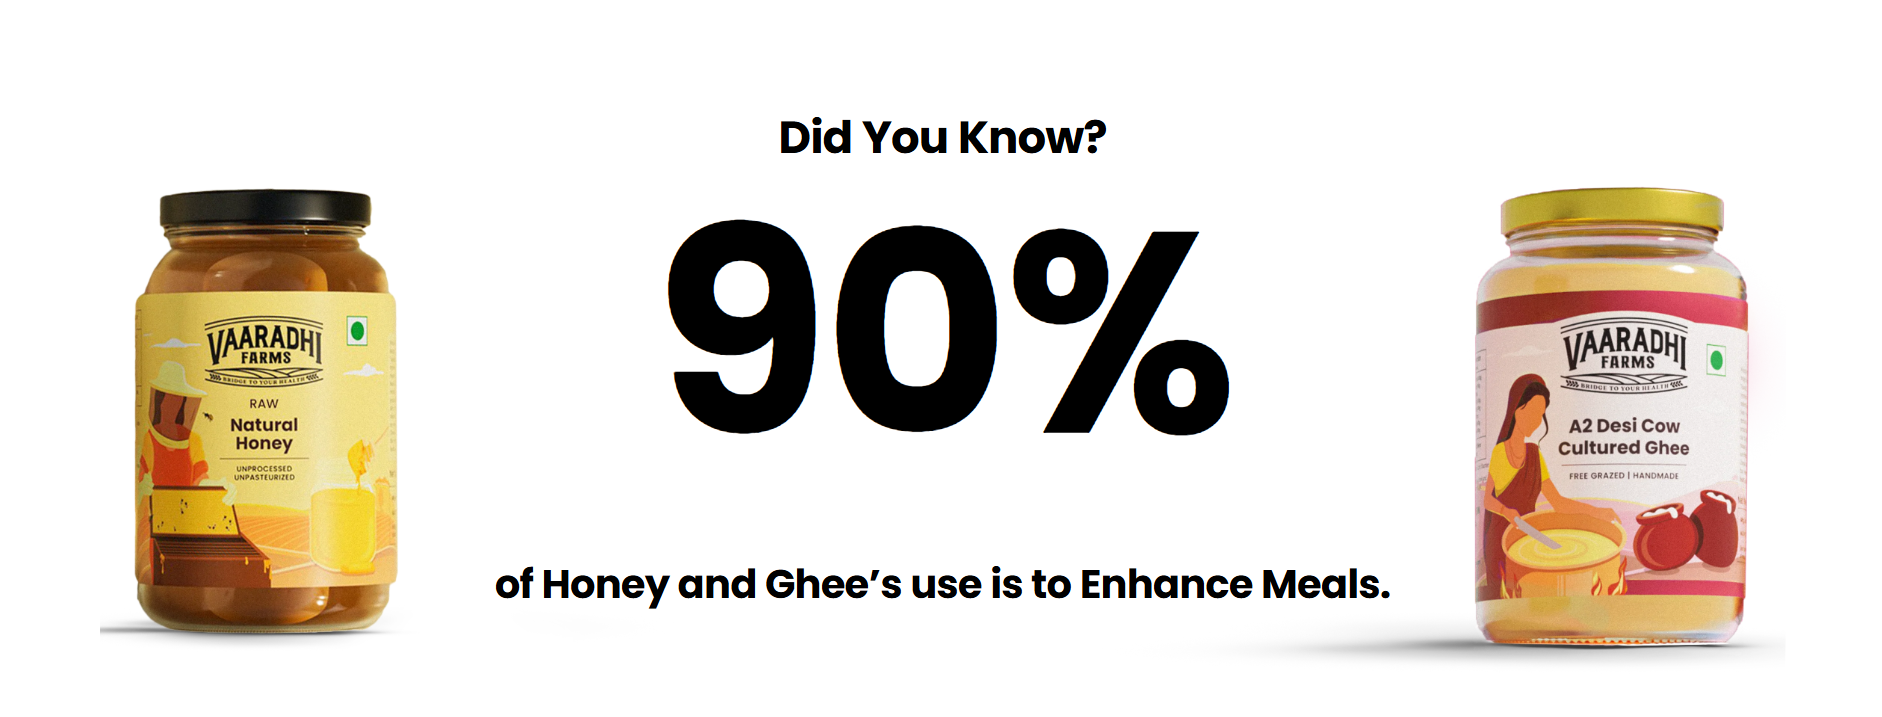 Did You Know?
90%
of Honey and Ghee’s use is to Enhance Meals.
VAARADHI
FARMS
BRIDGE TO YOUR HEALTH
RAW
Natural
Honey
UNPROCESSED
UNPASTEURIZED
VAARADHI
FARMS
BRIDGE TO YOUR HEALTH
A2 Desi Cow
Cultured Ghee
FREE GRAZED | HANDMADE